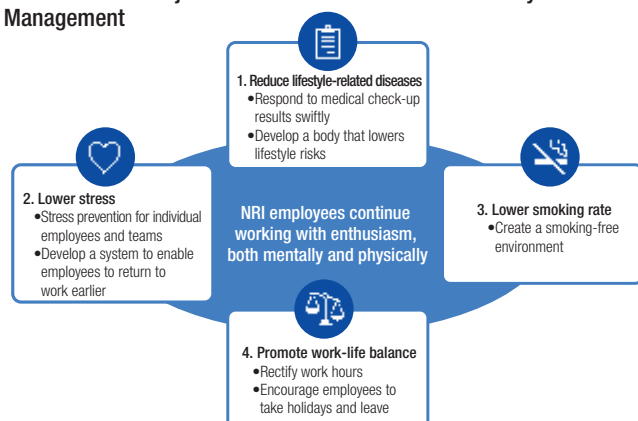 Management
1. Reduce lifestyle-related diseases
●Respond to medical check-up
results swiftly
●Develop a body that lowers
lifestyle risks
2. Lower stress
●Stress prevention for individual
employees and teams
●Develop a system to enable
employees to return to
work earlier
NRI employees continue
working with enthusiasm,
both mentally and physically
3. Lower smoking rate
●Create a smoking-free
environment
4. Promote work-life balance
●Rectify work hours
●Encourage employees to
take holidays and leave